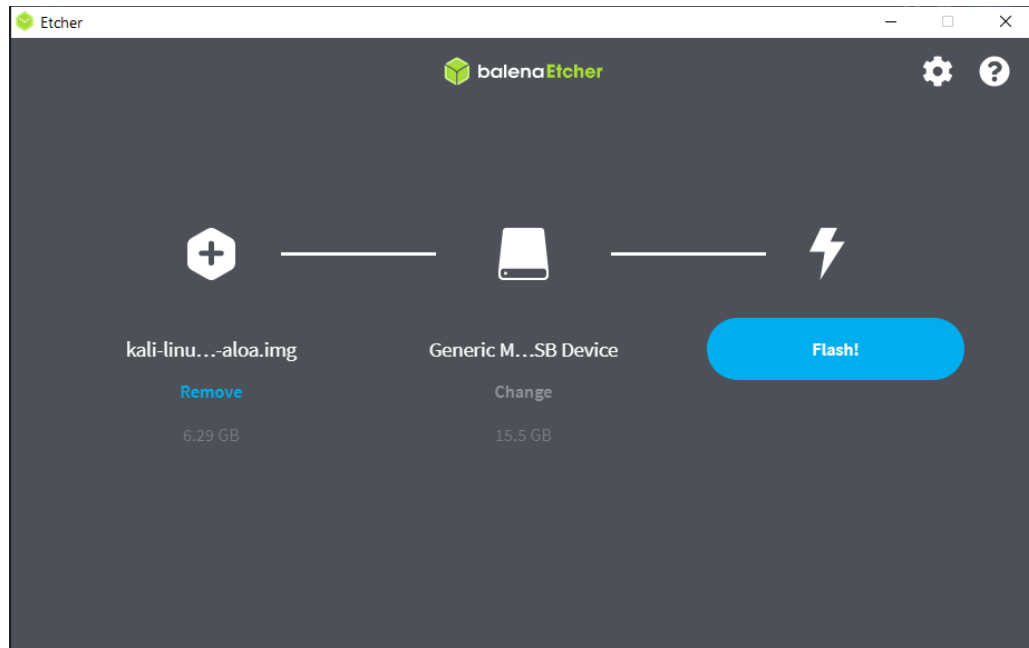 Etcher
balenaEtcher
kali-linu...-aloa.img
Generic M...SB Device
Flash!
Remove
Change
6.29 GB
15.5 GB